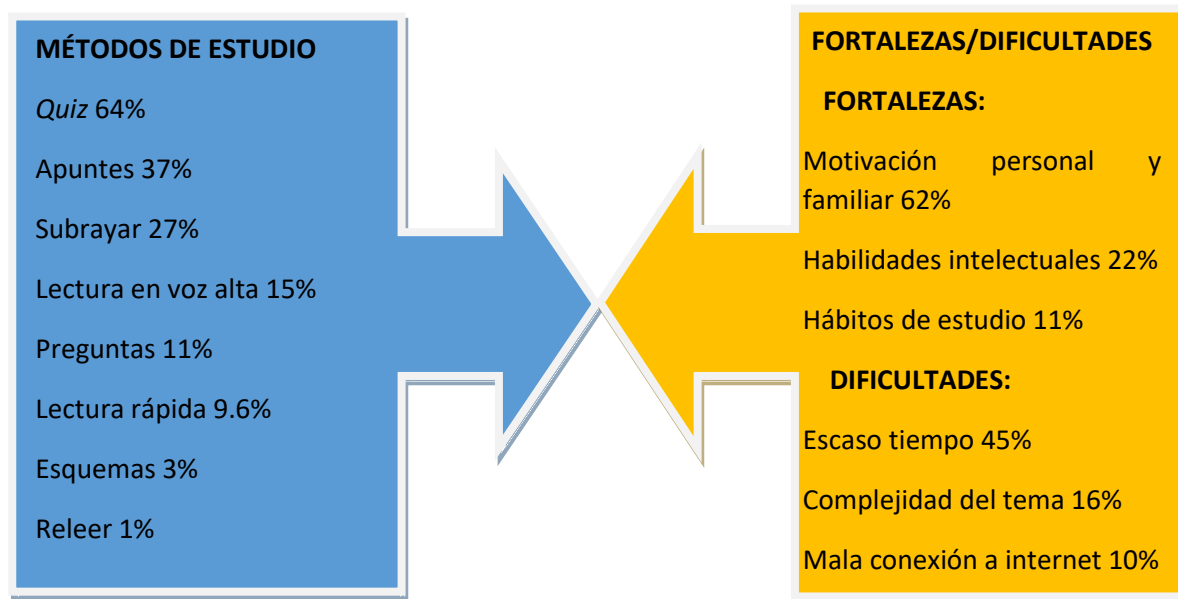 MÉTODOS DE ESTUDIO
Quiz 64%
Apuntes 37%
Subrayar 27%
Lectura en voz alta 15%
Preguntas 11%
Lectura rápida 9.6%
Esquemas 3%
Releer 1%
FORTALEZAS/DIFICULTADES
FORTALEZAS:
Motivación personal y
familiar 62%
Habilidades intelectuales 22%
Hábitos de estudio 11%
DIFICULTADES:
Escaso tiempo 45%
Complejidad del tema 16%
Mala conexión a internet 10%